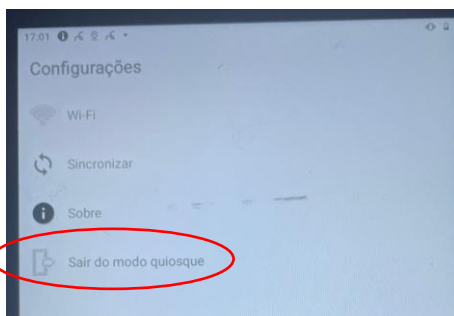 17:01
Configurações
Wi-Fi
Sincronizar
Sobre
Sair do modo quiosque